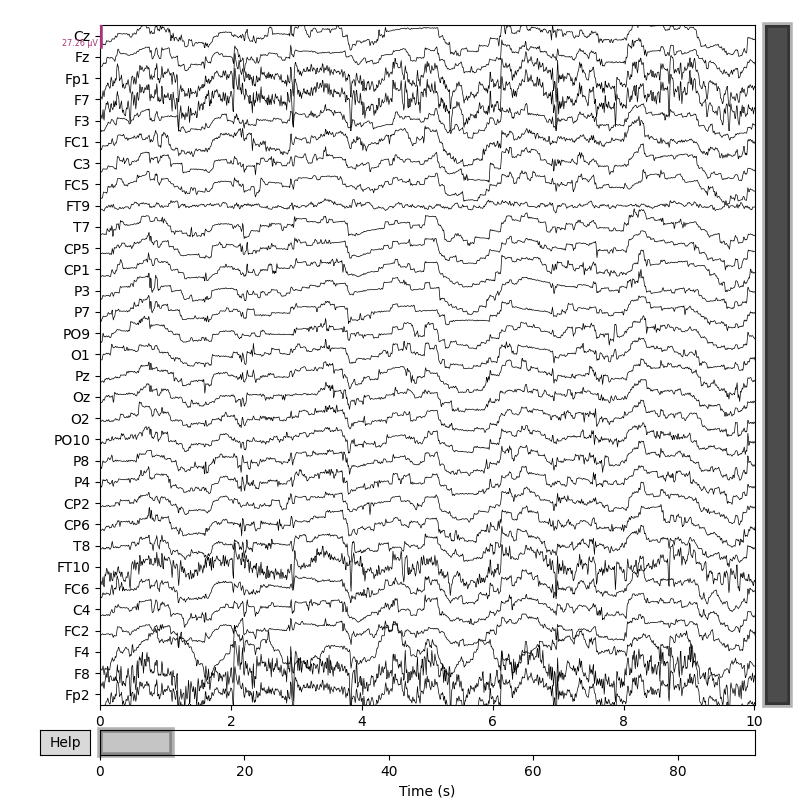 Cz
27.26 µV
Fz
Fp1
F7
F3
FC1
C3
FC5
FT9
T7
CP5
CP1
P3
P7
PO9
O1
Pz
Oz
O2
PO10
P8
P4
CP2
CP6
T8
FT10
FC6
C4
FC2
F4
F8
Fp2
0 2 4 6 8 10
Help
0 20 40 60 80
Time (s)